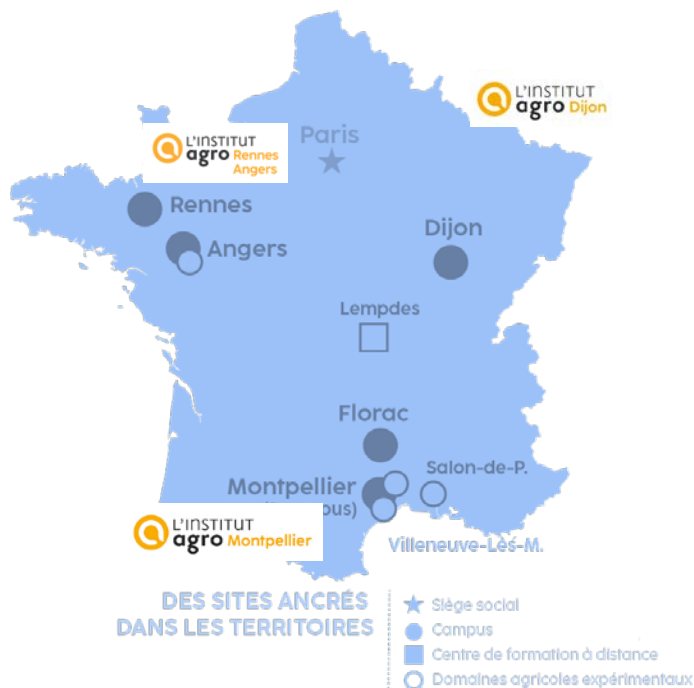 L'INSTITUT
agro Dijon
L'INSTITUT
agro Rennes
Angers
Paris
Rennes
Angers
Dijon
Lempdes
Florac
Salon-de-P.
Montpellier
L'INSTITUT
agro Montpellier
Villeneuve-Lès-M.
DES SITES ANCRÉS
DANS LES TERRITOIRES
Siège social
Campus
Centre de formation à distance
Domaines agricoles expérimentaux